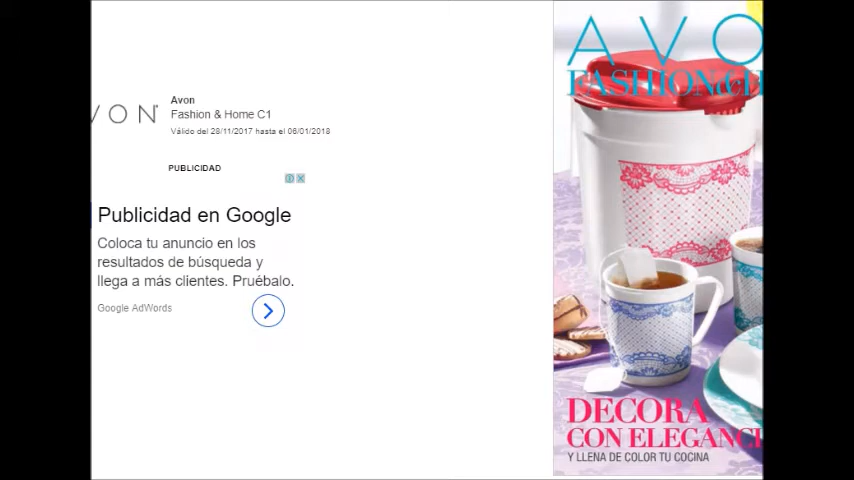 VON
Avon
Fashion & Home C1
Válido del 28/11/2017 hasta el 06/01/2018
PUBLICIDAD
Publicidad en Google
Coloca tu anuncio en los
resultados de búsqueda y
llega a más clientes. Pruébalo.
Google AdWords
AVO
FASHION&H
DECORA
CON ELEGANCI
Y LLENA DE COLOR TU COCINA